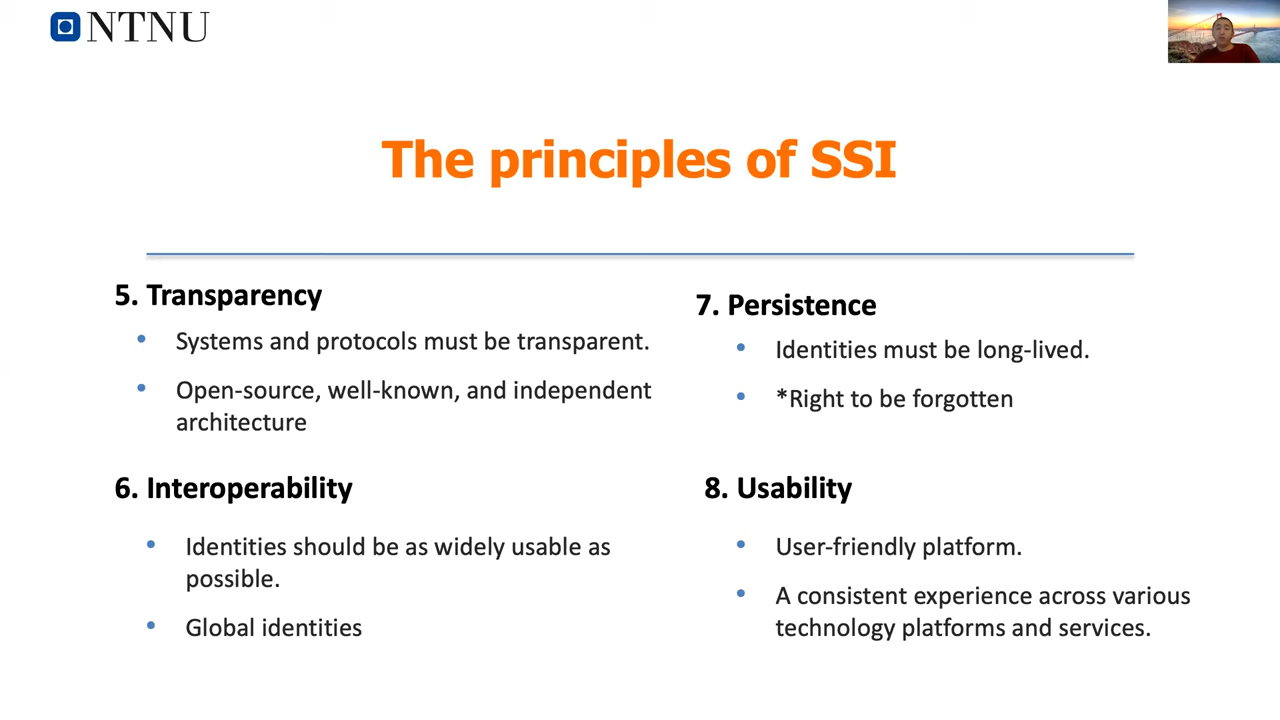 NTNU
The principles of SSI
5. Transparency
• Systems and protocols must be transparent.
• Open-source, well-known, and independent
architecture
6. Interoperability
• Identities should be as widely usable as
possible.
• Global identities
7. Persistence
• Identities must be long-lived.
• *Right to be forgotten
8. Usability
• User-friendly platform.
• A consistent experience across various
technology platforms and services.